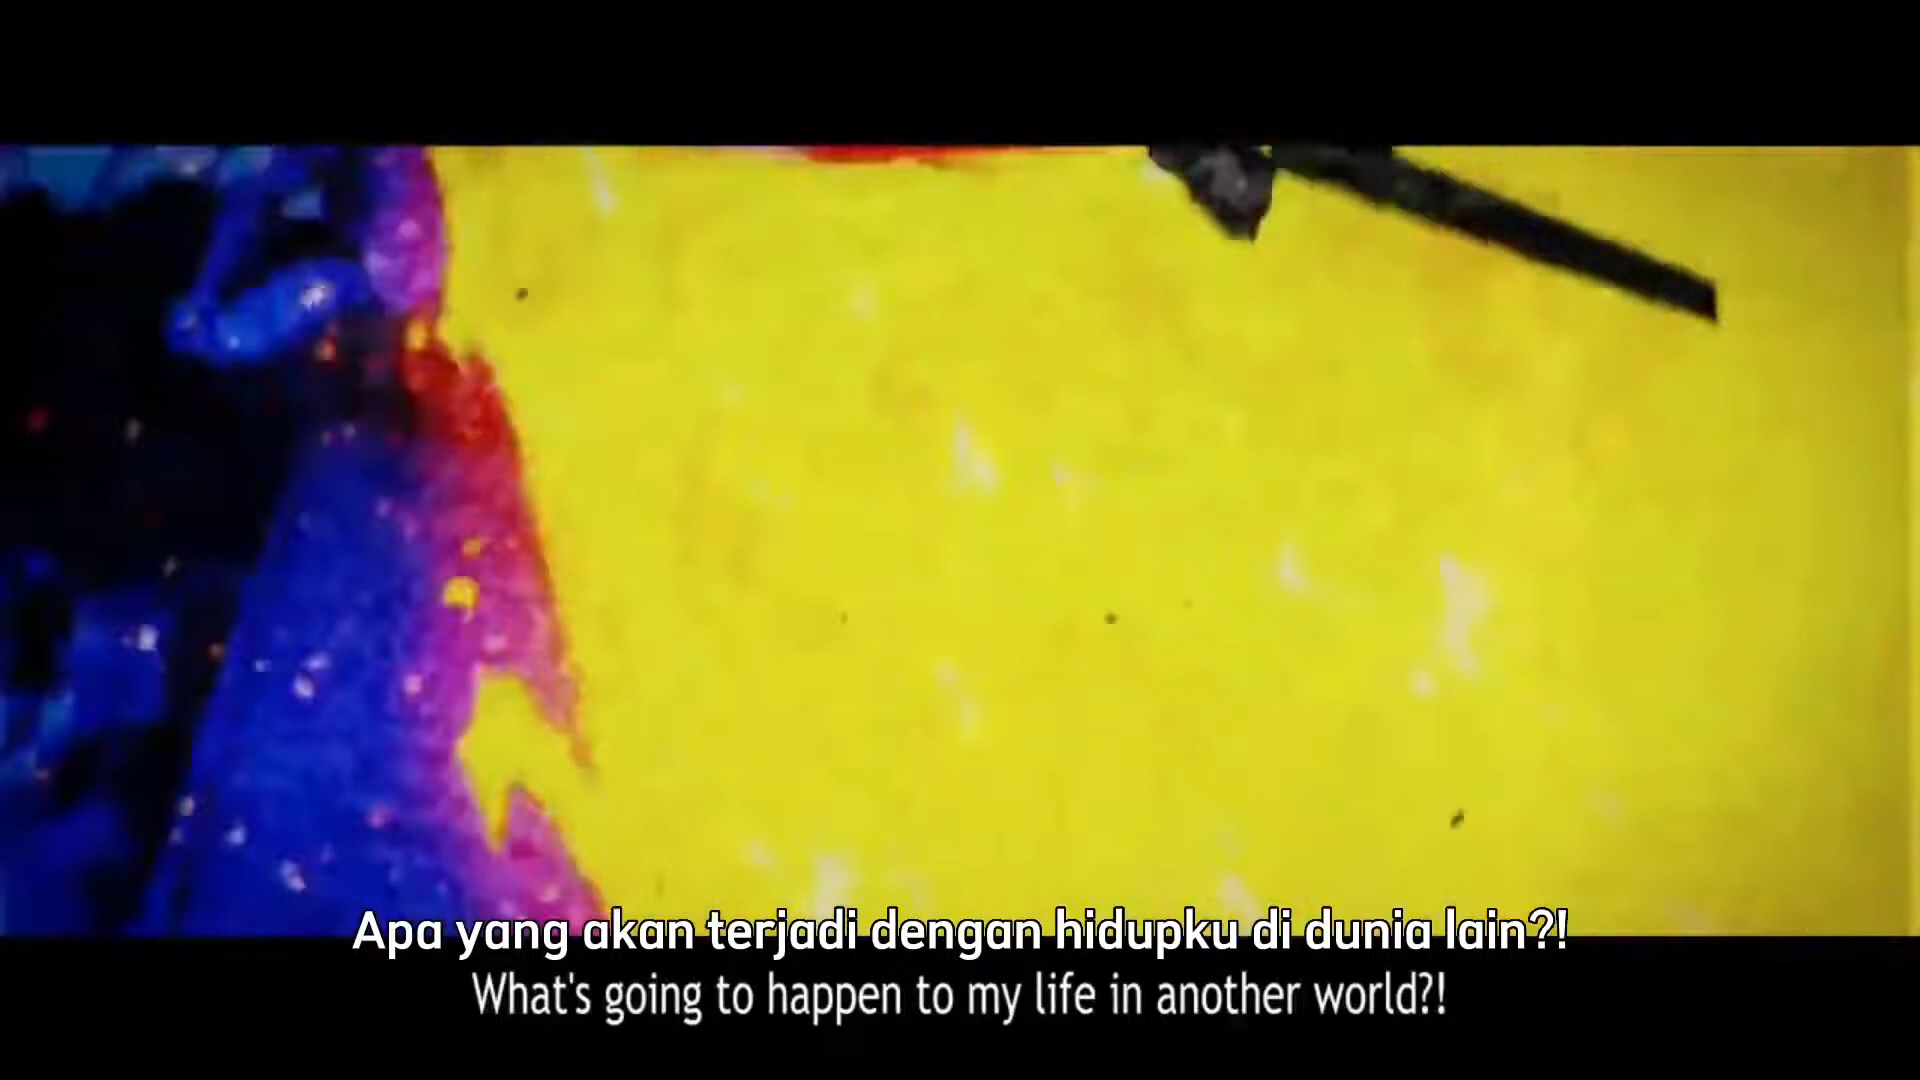 Apa yang akan terjadi dengan hidupku di dunia lain?!
What's going to happen to my life in another world?!